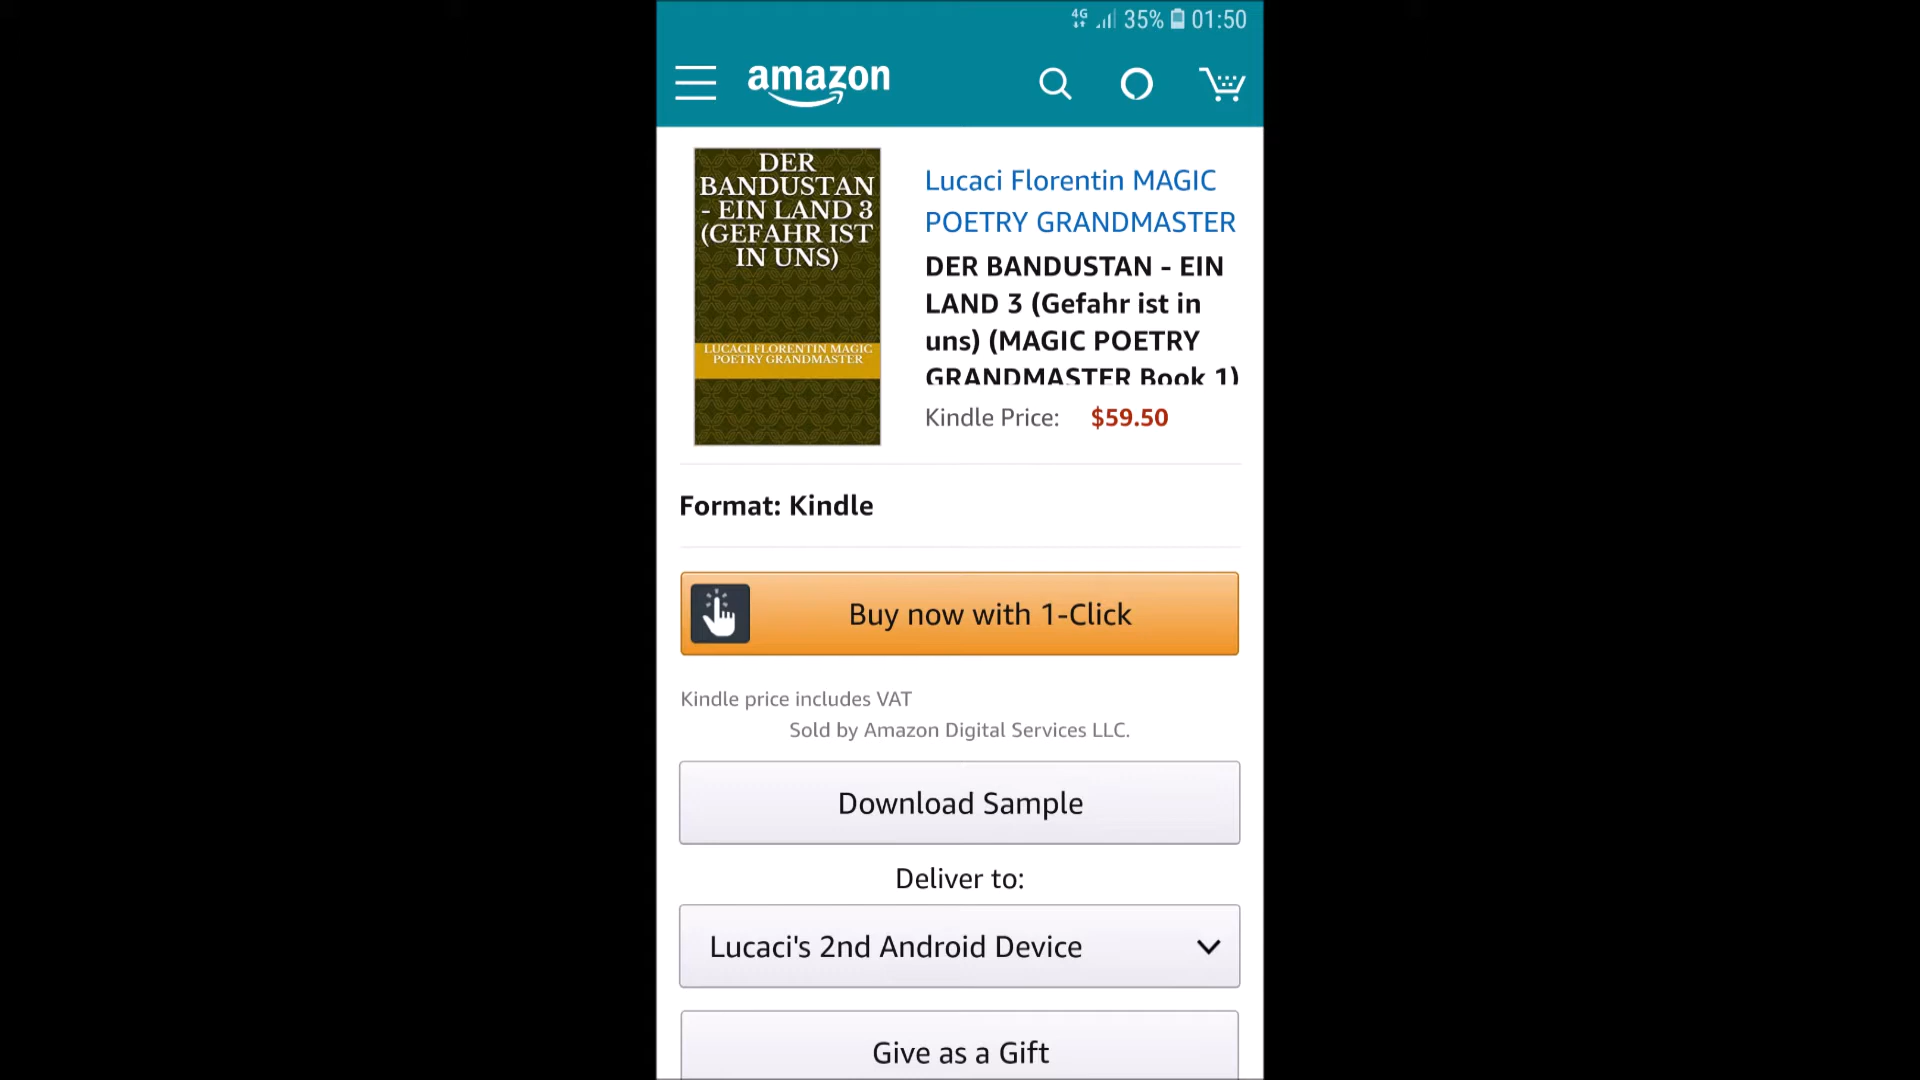 4G 35% 01:50
amazon
DER
BANDUSTAN
- EIN LAND 3
(GEFAHR IST
IN UNS)
LUCACI FLORENTIN MAGIC
POETRY GRANDMASTER
Lucaci Florentin MAGIC
POETRY GRANDMASTER
DER BANDUSTAN - EIN
LAND 3 (Gefahr ist in
uns) (MAGIC POETRY
GRANDMASTER Book 1)
Kindle Price: $59.50
Format: Kindle
Buy now with 1-Click
Kindle price includes VAT
Sold by Amazon Digital Services LLC.
Download Sample
Deliver to:
Lucaci's 2nd Android Device
Give as a Gift